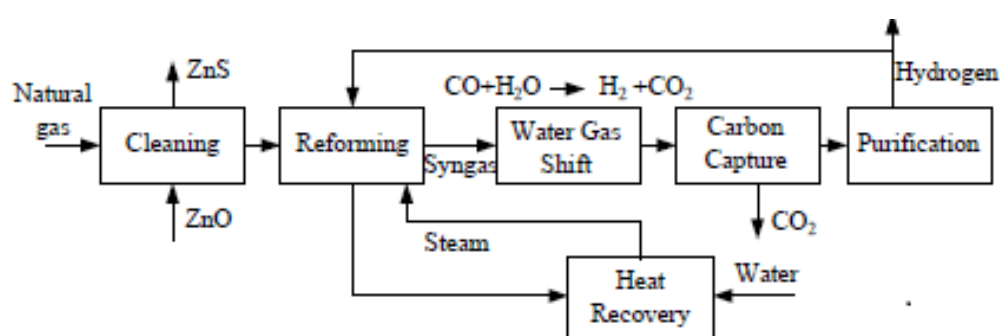 ZnS
Natural
gas
Cleaning
ZnO
Reforming
Syngas
CO+H₂O → H₂ +CO₂
Water Gas
Shift
Carbon
Capture
CO₂
Hydrogen
Purification
Steam
Heat
Recovery
Water